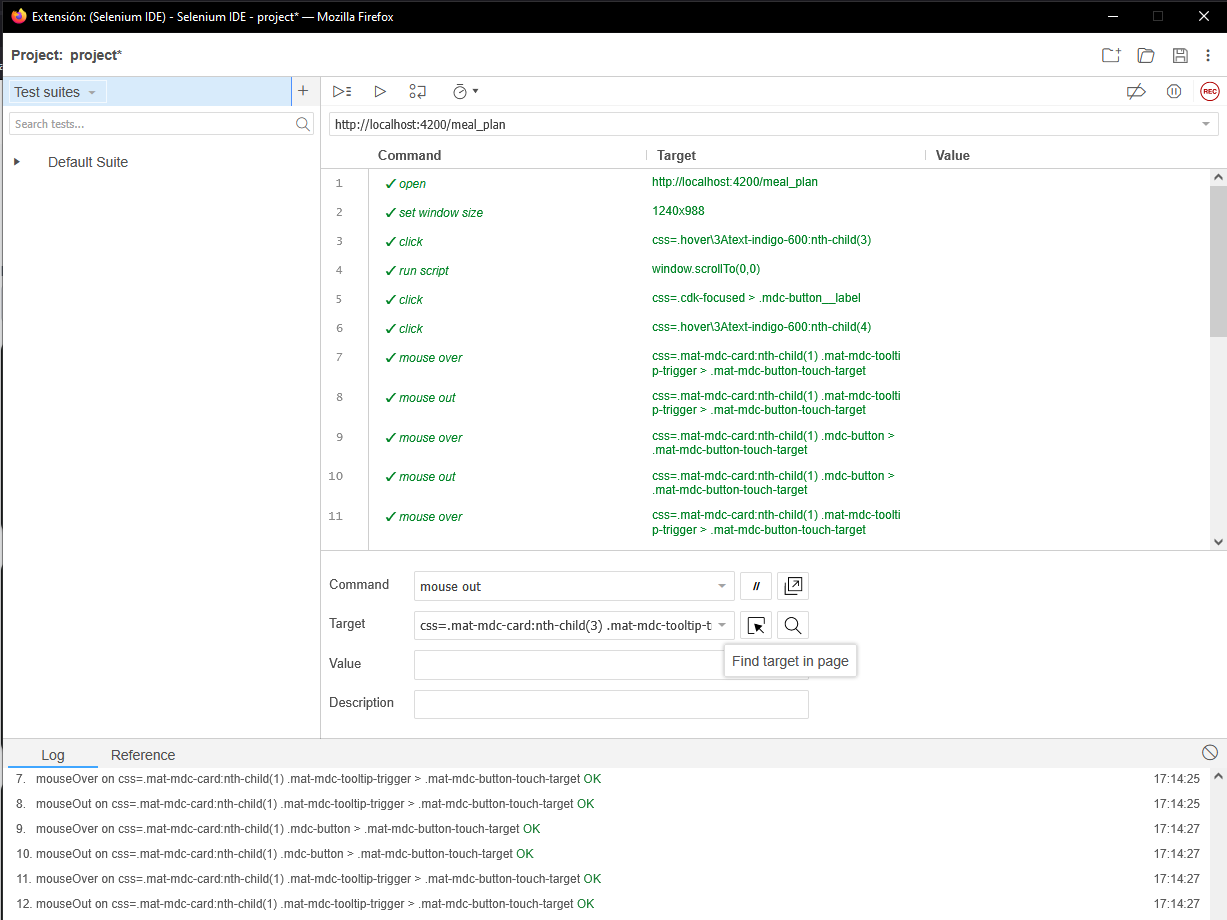 Extensión: (Selenium IDE) - Selenium IDE - project* — Mozilla Firefox
Project: project*
Test suites
+
Search tests...
Default Suite
REC
http://localhost:4200/meal_plan
Command Target Value
1 ✓ open http://localhost:4200/meal_plan
2 ✓ set window size 1240x988
3 ✓ click css=.hover\3Atext-indigo-600:nth-child(3)
4 ✓ run script window.scrollTo(0,0)
5 ✓ click css=.cdk-focused > .mdc-button__label
6 ✓ click css=.hover\3Atext-indigo-600:nth-child(4)
7 ✓ mouse over css=.mat-mdc-card:nth-child(1) .mat-mdc-toolti
p-trigger > .mat-mdc-button-touch-target
8 ✓ mouse out css=.mat-mdc-card:nth-child(1) .mat-mdc-toolti
p-trigger > .mat-mdc-button-touch-target
9 ✓ mouse over css=.mat-mdc-card:nth-child(1) .mdc-button >
.mat-mdc-button-touch-target
10 ✓ mouse out css=.mat-mdc-card:nth-child(1) .mdc-button >
.mat-mdc-button-touch-target
11 ✓ mouse over css=.mat-mdc-card:nth-child(1) .mat-mdc-toolti
p-trigger > .mat-mdc-button-touch-target
Command mouse out //
Target css=.mat-mdc-card:nth-child(3) .mat-mdc-tooltip-t
Value
Find target in page
Description
Log Reference
7. mouseOver on css=.mat-mdc-card:nth-child(1) .mat-mdc-tooltip-trigger > .mat-mdc-button-touch-target OK 17:14:25
8. mouseOut on css=.mat-mdc-card:nth-child(1) .mat-mdc-tooltip-trigger > .mat-mdc-button-touch-target OK 17:14:25
9. mouseOver on css=.mat-mdc-card:nth-child(1) .mdc-button > .mat-mdc-button-touch-target OK 17:14:27
10. mouseOut on css=.mat-mdc-card:nth-child(1) .mdc-button > .mat-mdc-button-touch-target OK 17:14:27
11. mouseOver on css=.mat-mdc-card:nth-child(1) .mat-mdc-tooltip-trigger > .mat-mdc-button-touch-target OK 17:14:27
12. mouseOut on css=.mat-mdc-card:nth-child(1) .mat-mdc-tooltip-trigger > .mat-mdc-button-touch-target OK 17:14:27